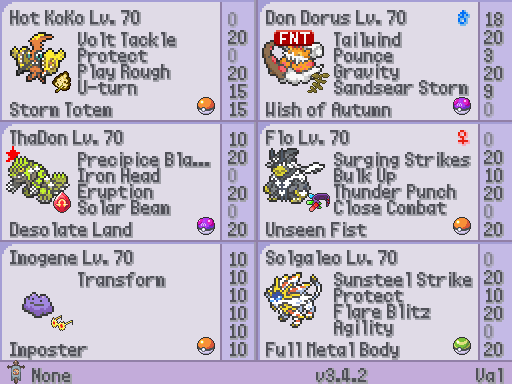 Hot KoKo Lv. 70
Volt Tackle
Protect
Play Rough
U-turn
Storm Totem
0
20
0
20
15
15
Don Dorus Lv. 70
FNT
Tailwind
Pounce
Gravity
Sandsear Storm
Wish of Autumn
18
20
3
20
9
0
ThaDon Lv. 70
Precipice Bla...
Iron Head
Eruption
Solar Beam
Desolate Land
10
20
0
20
0
20
Flo Lv. 70
Surging Strikes
Bulk Up
Thunder Punch
Close Combat
Unseen Fist
0
20
0
20
0
20
Imogene Lv. 70
Transform
Imposter
10
10
10
10
10
10
Solgaleo Lv. 70
Sunsteel Strike
Protect
Flare Blitz
Agility
Full Metal Body
0
20
20
20
0
20
None
v3.4.2
Val